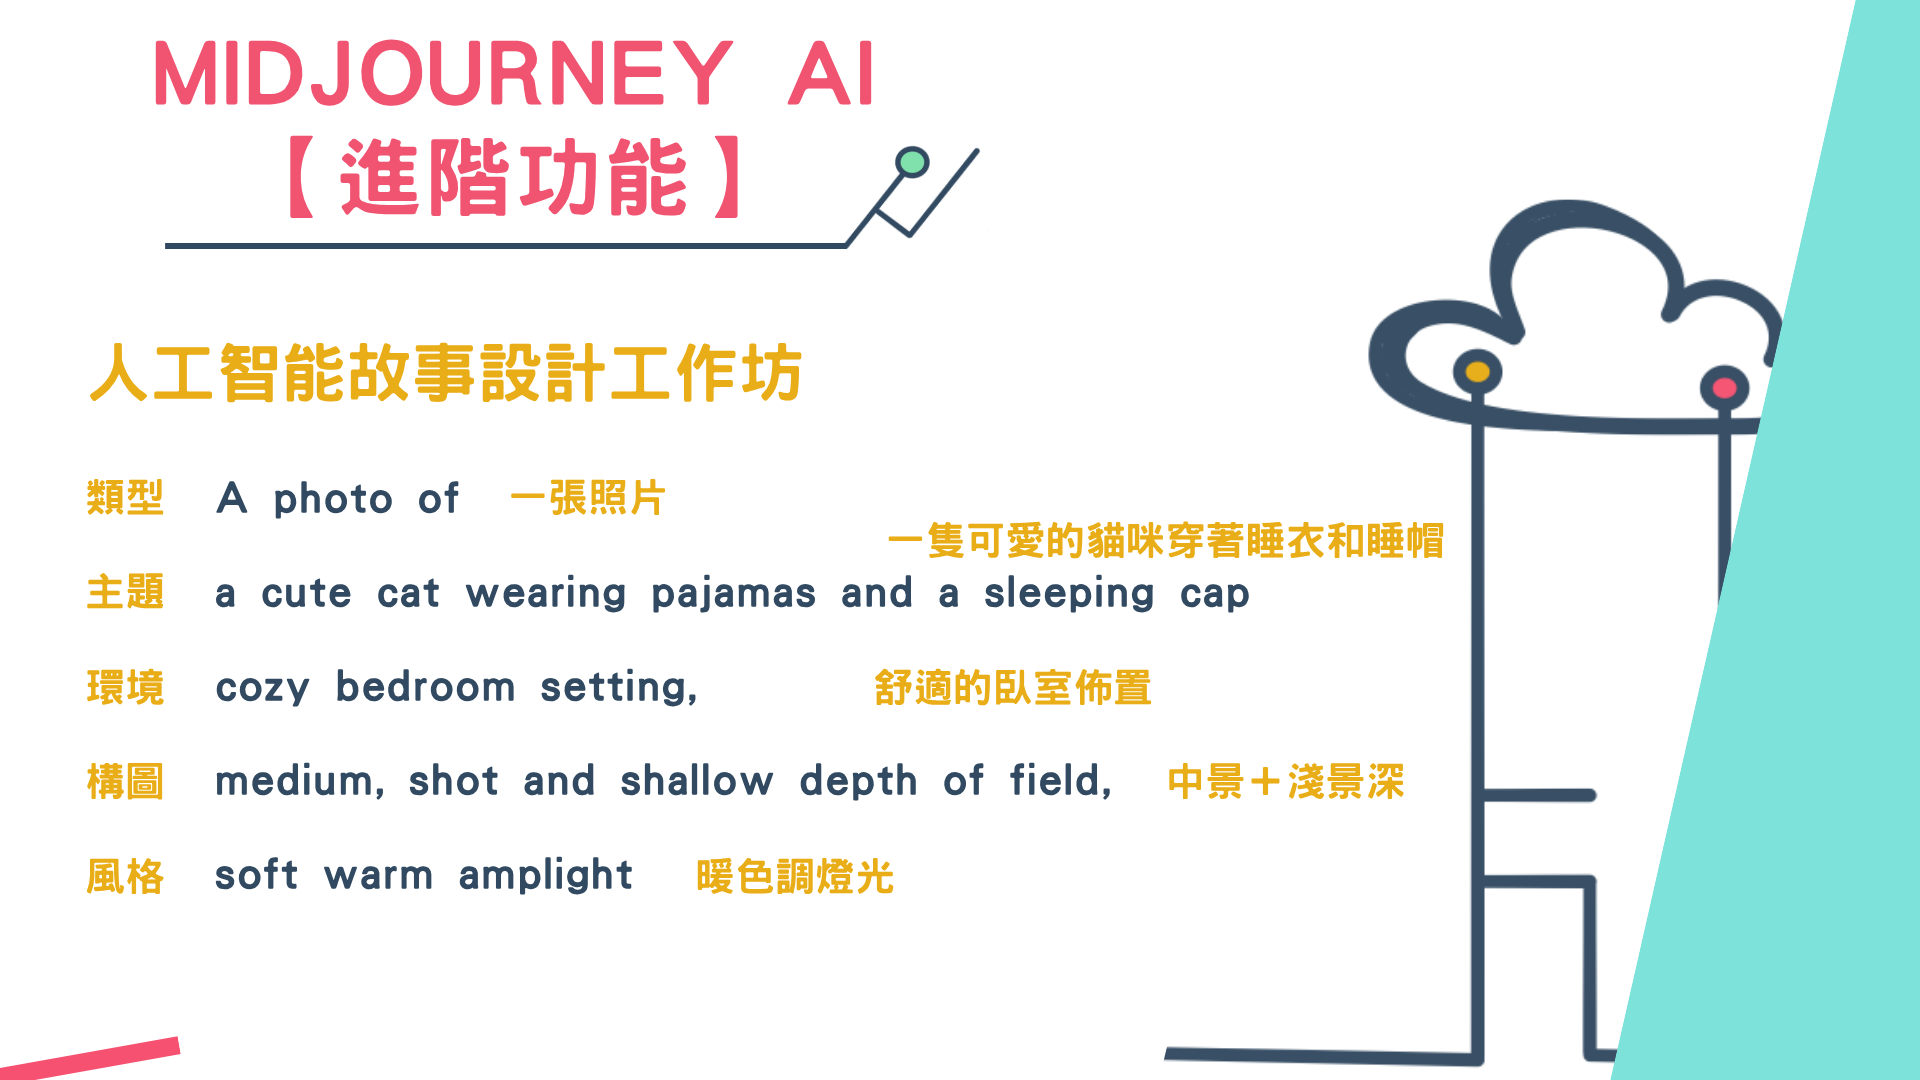 MIDJOURNEY AI
【進階功能】
人工智能故事設計工作坊
類型 A photo of 一張照片
一隻可愛的貓咪穿著睡衣和睡帽
主題 a cute cat wearing pajamas and a sleeping cap
環境 cozy bedroom setting, 舒適的臥室佈置
構圖 medium, shot and shallow depth of field, 中景＋淺景深
風格 soft warm amplight 暖色調燈光